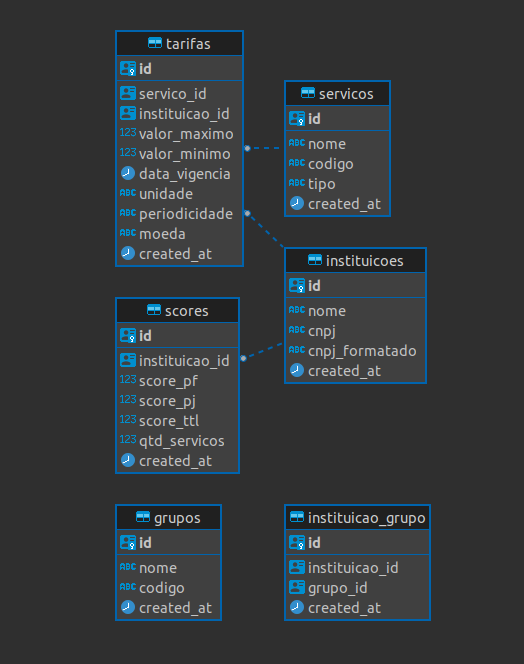 tarifas
id
servico_id
instituicao_id
123 valor_maximo
123 valor_minimo
data_vigencia
ABC unidade
ABC periodicidade
ABC moeda
created_at
servicos
id
ABC nome
ABC codigo
ABC tipo
created_at
instituicoes
id
ABC nome
ABC cnpj
ABC cnpj_formatado
created_at
scores
id
instituicao_id
123 score_pf
123 score_pj
123 score_ttl
123 qtd_servicos
created_at
grupos
id
ABC nome
ABC codigo
created_at
instituicao_grupo
id
instituicao_id
grupo_id
created_at